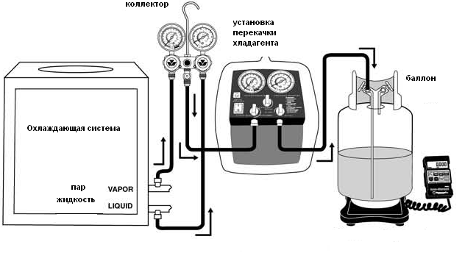 коллектор
установка
перекачки
хладагента
баллон
Охлаждающая система
пар
жидкость
VAPOR
LIQUID